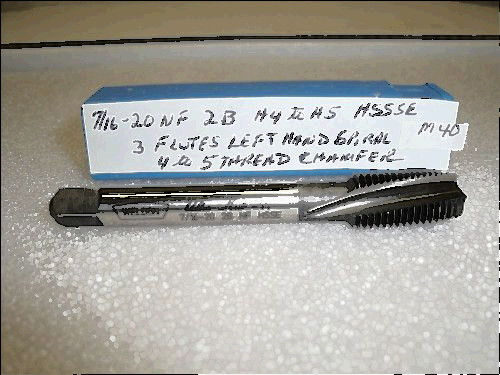 7/16-20 NF 2B H4 to H5 HSSSE
3 FLUTES LEFT HAND SPIRAL
4 to 5 THREAD CHAMFER
M40